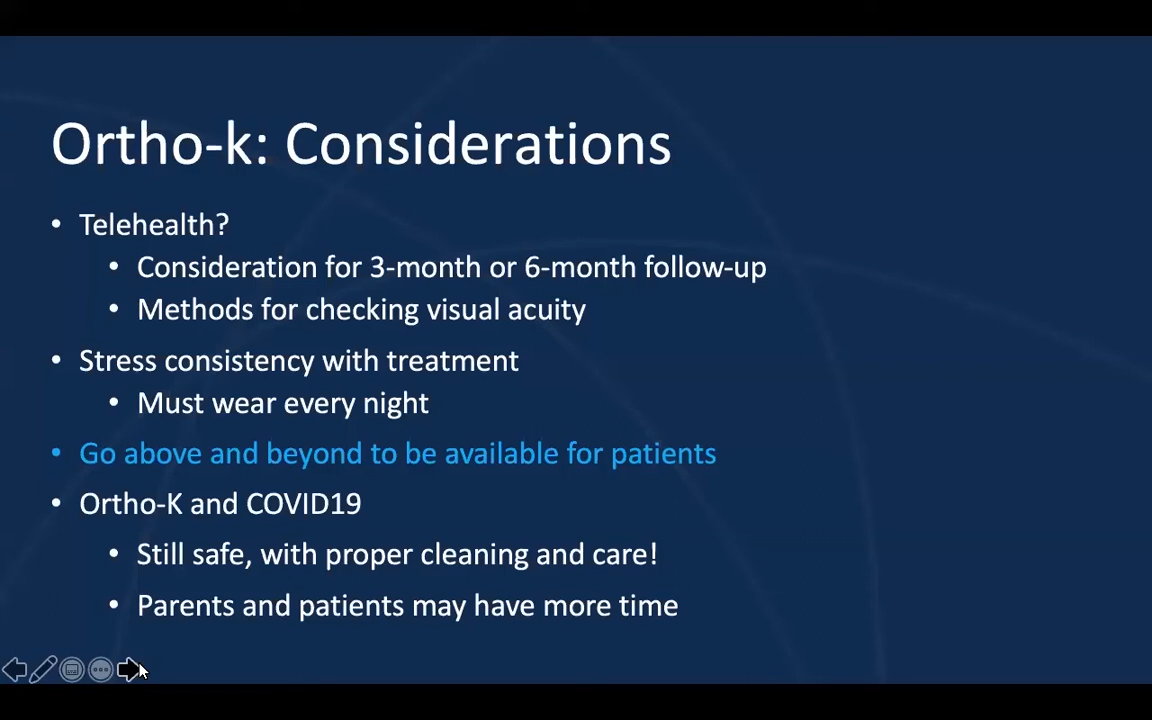 Ortho-k: Considerations
• Telehealth?
• Consideration for 3-month or 6-month follow-up
• Methods for checking visual acuity
• Stress consistency with treatment
• Must wear every night
• Go above and beyond to be available for patients
• Ortho-K and COVID19
• Still safe, with proper cleaning and care!
• Parents and patients may have more time